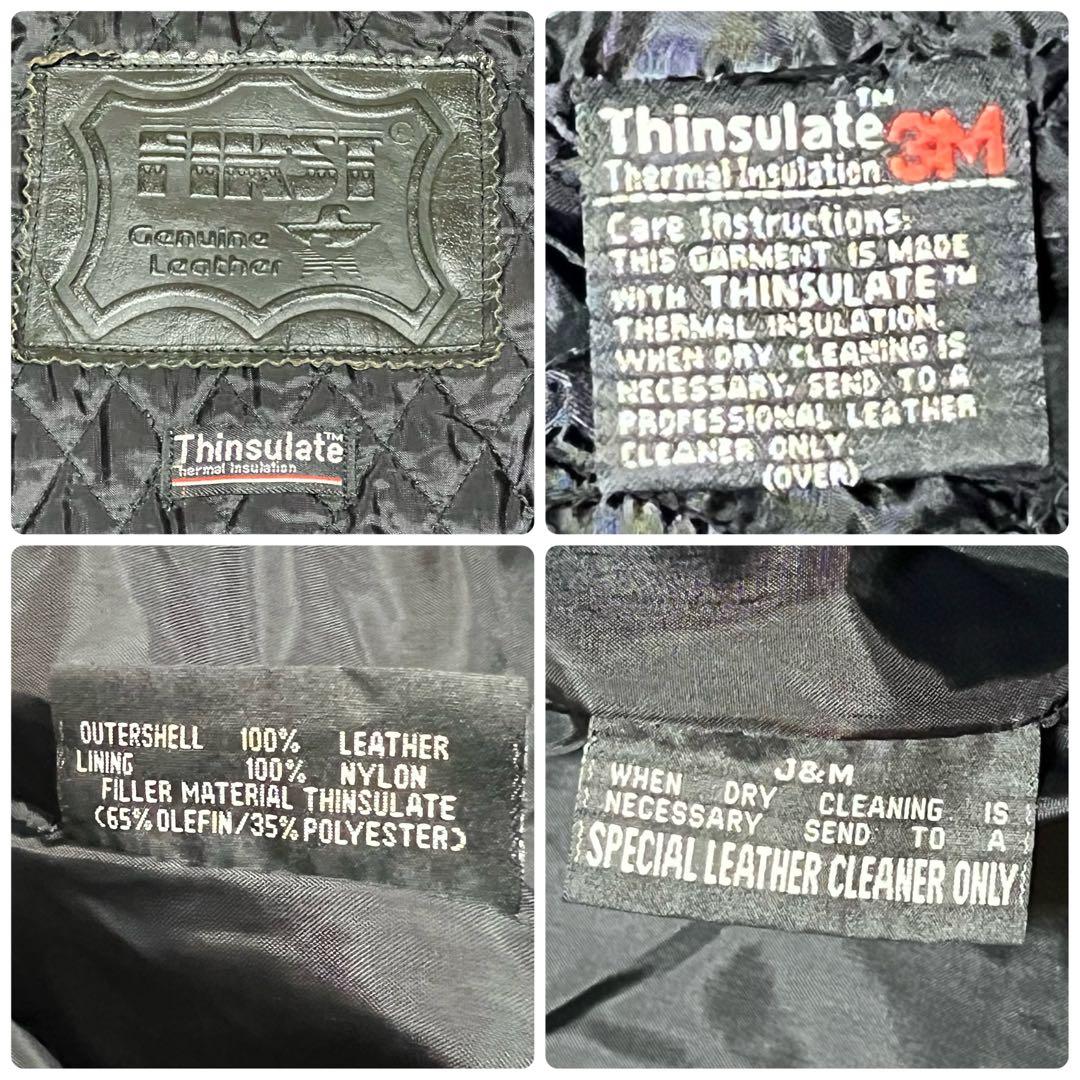 FIRST ©
Genuine
Leather
Thinsulate™
Thermal Insulation
Thinsulate™ 3M
Thermal Insulation
Care Instructions:
THIS GARMENT IS MADE
WITH THINSULATE™
THERMAL INSULATION.
WHEN DRY CLEANING IS
NECESSARY, SEND TO A
PROFESSIONAL LEATHER
CLEANER ONLY
(OVER)
OUTERSHELL 100% LEATHER
LINING 100% NYLON
FILLER MATERIAL THINSULATE
(65% OLEFIN/35% POLYESTER)
J&M
WHEN DRY CLEANING IS
NECESSARY SEND TO A
SPECIAL LEATHER CLEANER ONLY